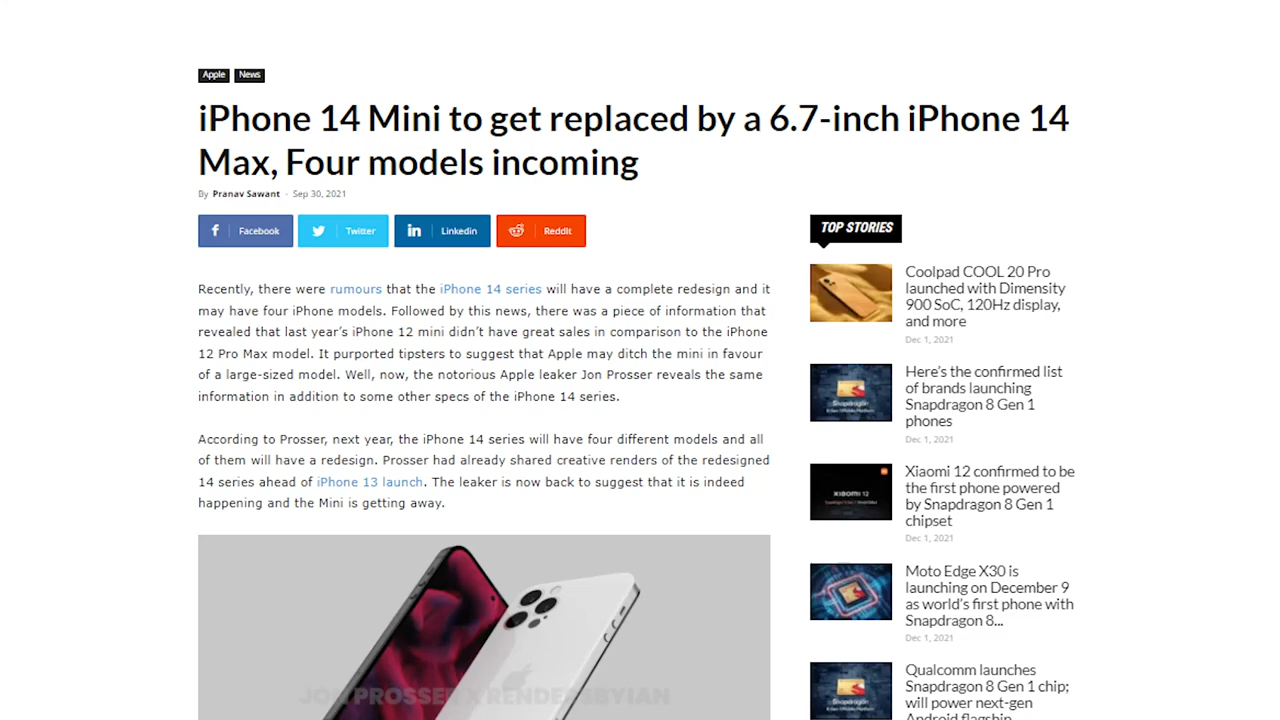 Apple
News
iPhone 14 Mini to get replaced by a 6.7-inch iPhone 14
Max, Four models incoming
By Pranav Sawant - Sep 30, 2021
Facebook
Twitter
Linkedin
ReddIt
Recently, there were rumours that the iPhone 14 series will have a complete redesign and it
may have four iPhone models. Followed by this news, there was a piece of information that
revealed that last year's iPhone 12 mini didn't have great sales in comparison to the iPhone
12 Pro Max model. It purported tipsters to suggest that Apple may ditch the mini in favour
of a large-sized model. Well, now, the notorious Apple leaker Jon Prosser reveals the same
information in addition to some other specs of the iPhone 14 series.
According to Prosser, next year, the iPhone 14 series will have four different models and all
of them will have a redesign. Prosser had already shared creative renders of the redesigned
14 series ahead of iPhone 13 launch. The leaker is now back to suggest that it is indeed
happening and the Mini is getting away.
JON PROSSER X RENDERSBYIAN
TOP STORIES
Coolpad COOL 20 Pro
launched with Dimensity
900 SoC, 120Hz display,
and more
Dec 1, 2021
Snapdragon
Here's the confirmed list
of brands launching
Snapdragon 8 Gen 1
phones
Dec 1, 2021
XIAOMI 12
Xiaomi 12 confirmed to be
the first phone powered
by Snapdragon 8 Gen 1
chipset
Dec 1, 2021
Moto Edge X30 is
launching on December 9
as world's first phone with
Snapdragon 8...
Dec 1, 2021
Snapdragon
Qualcomm launches
Snapdragon 8 Gen 1 chip;
will power next-gen
Android flagship